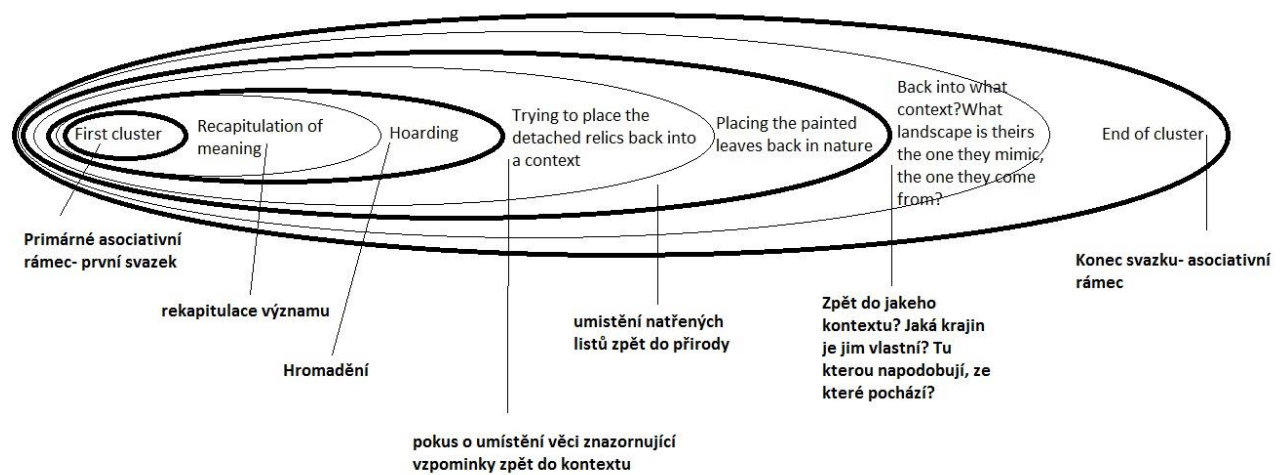 First cluster
Recapitulation of
meaning
Hoarding
Trying to place the
detached relics back into
a context
Placing the painted
leaves back in nature
Back into what
context?What
landscape is theirs
the one they mimic,
the one they come
from?
End of cluster
Primárné asociativní
rámec- první svazek
rekapitulace významu
Hromadění
pokus o umístění věci znazornující
vzpominky zpět do kontextu
umistění natřených
listů zpět do přirody
Zpět do jakeho
kontextu? Jaká krajin
je jim vlastní? Tu
kterou napodobují, ze
které pochází?
Konec svazku- asociativní
rámec